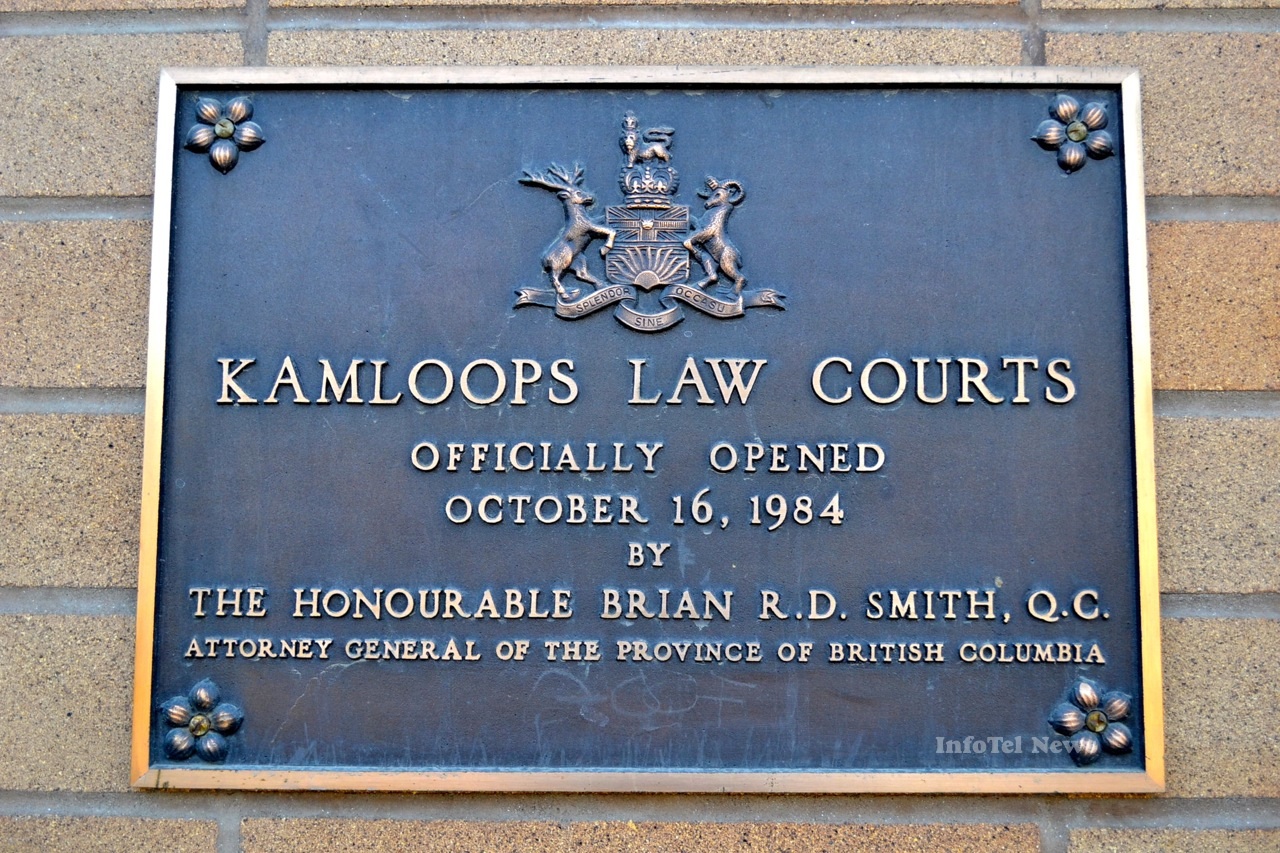 SPLENDOR SINE OCCASU
KAMLOOPS LAW COURTS
OFFICIALLY OPENED
OCTOBER 16, 1984
BY
THE HONOURABLE BRIAN R.D. SMITH, Q.C.
ATTORNEY GENERAL OF THE PROVINCE OF BRITISH COLUMBIA
InfoTel News